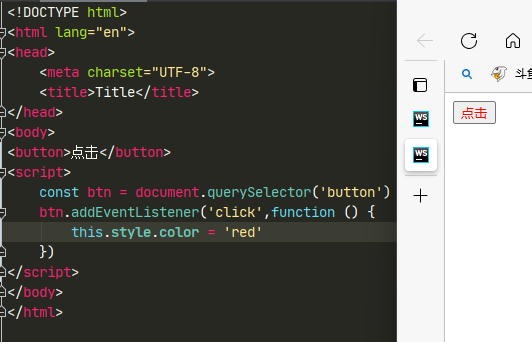 <!DOCTYPE html>
<html lang="en">
<head>
    <meta charset="UTF-8">
    <title>Title</title>
</head>
<body>
<button>点击</button>
<script>
    const btn = document.querySelector('button')
    btn.addEventListener('click',function () {
        this.style.color = 'red'
    })
</script>
</body>
</html>
斗鱼
WS
WS
点击